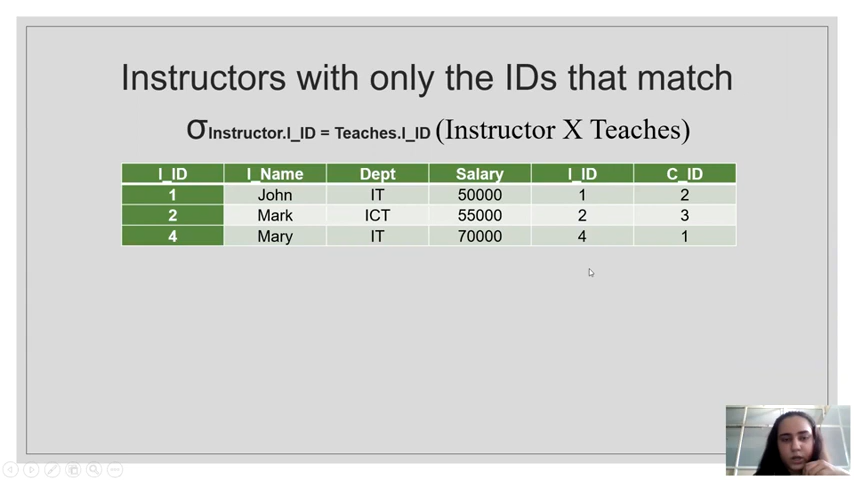 Instructors with only the IDs that match
σInstructor.I_ID = Teaches.I_ID (Instructor X Teaches)
I_ID I_Name Dept Salary I_ID C_ID
1 John IT 50000 1 2
2 Mark ICT 55000 2 3
4 Mary IT 70000 4 1